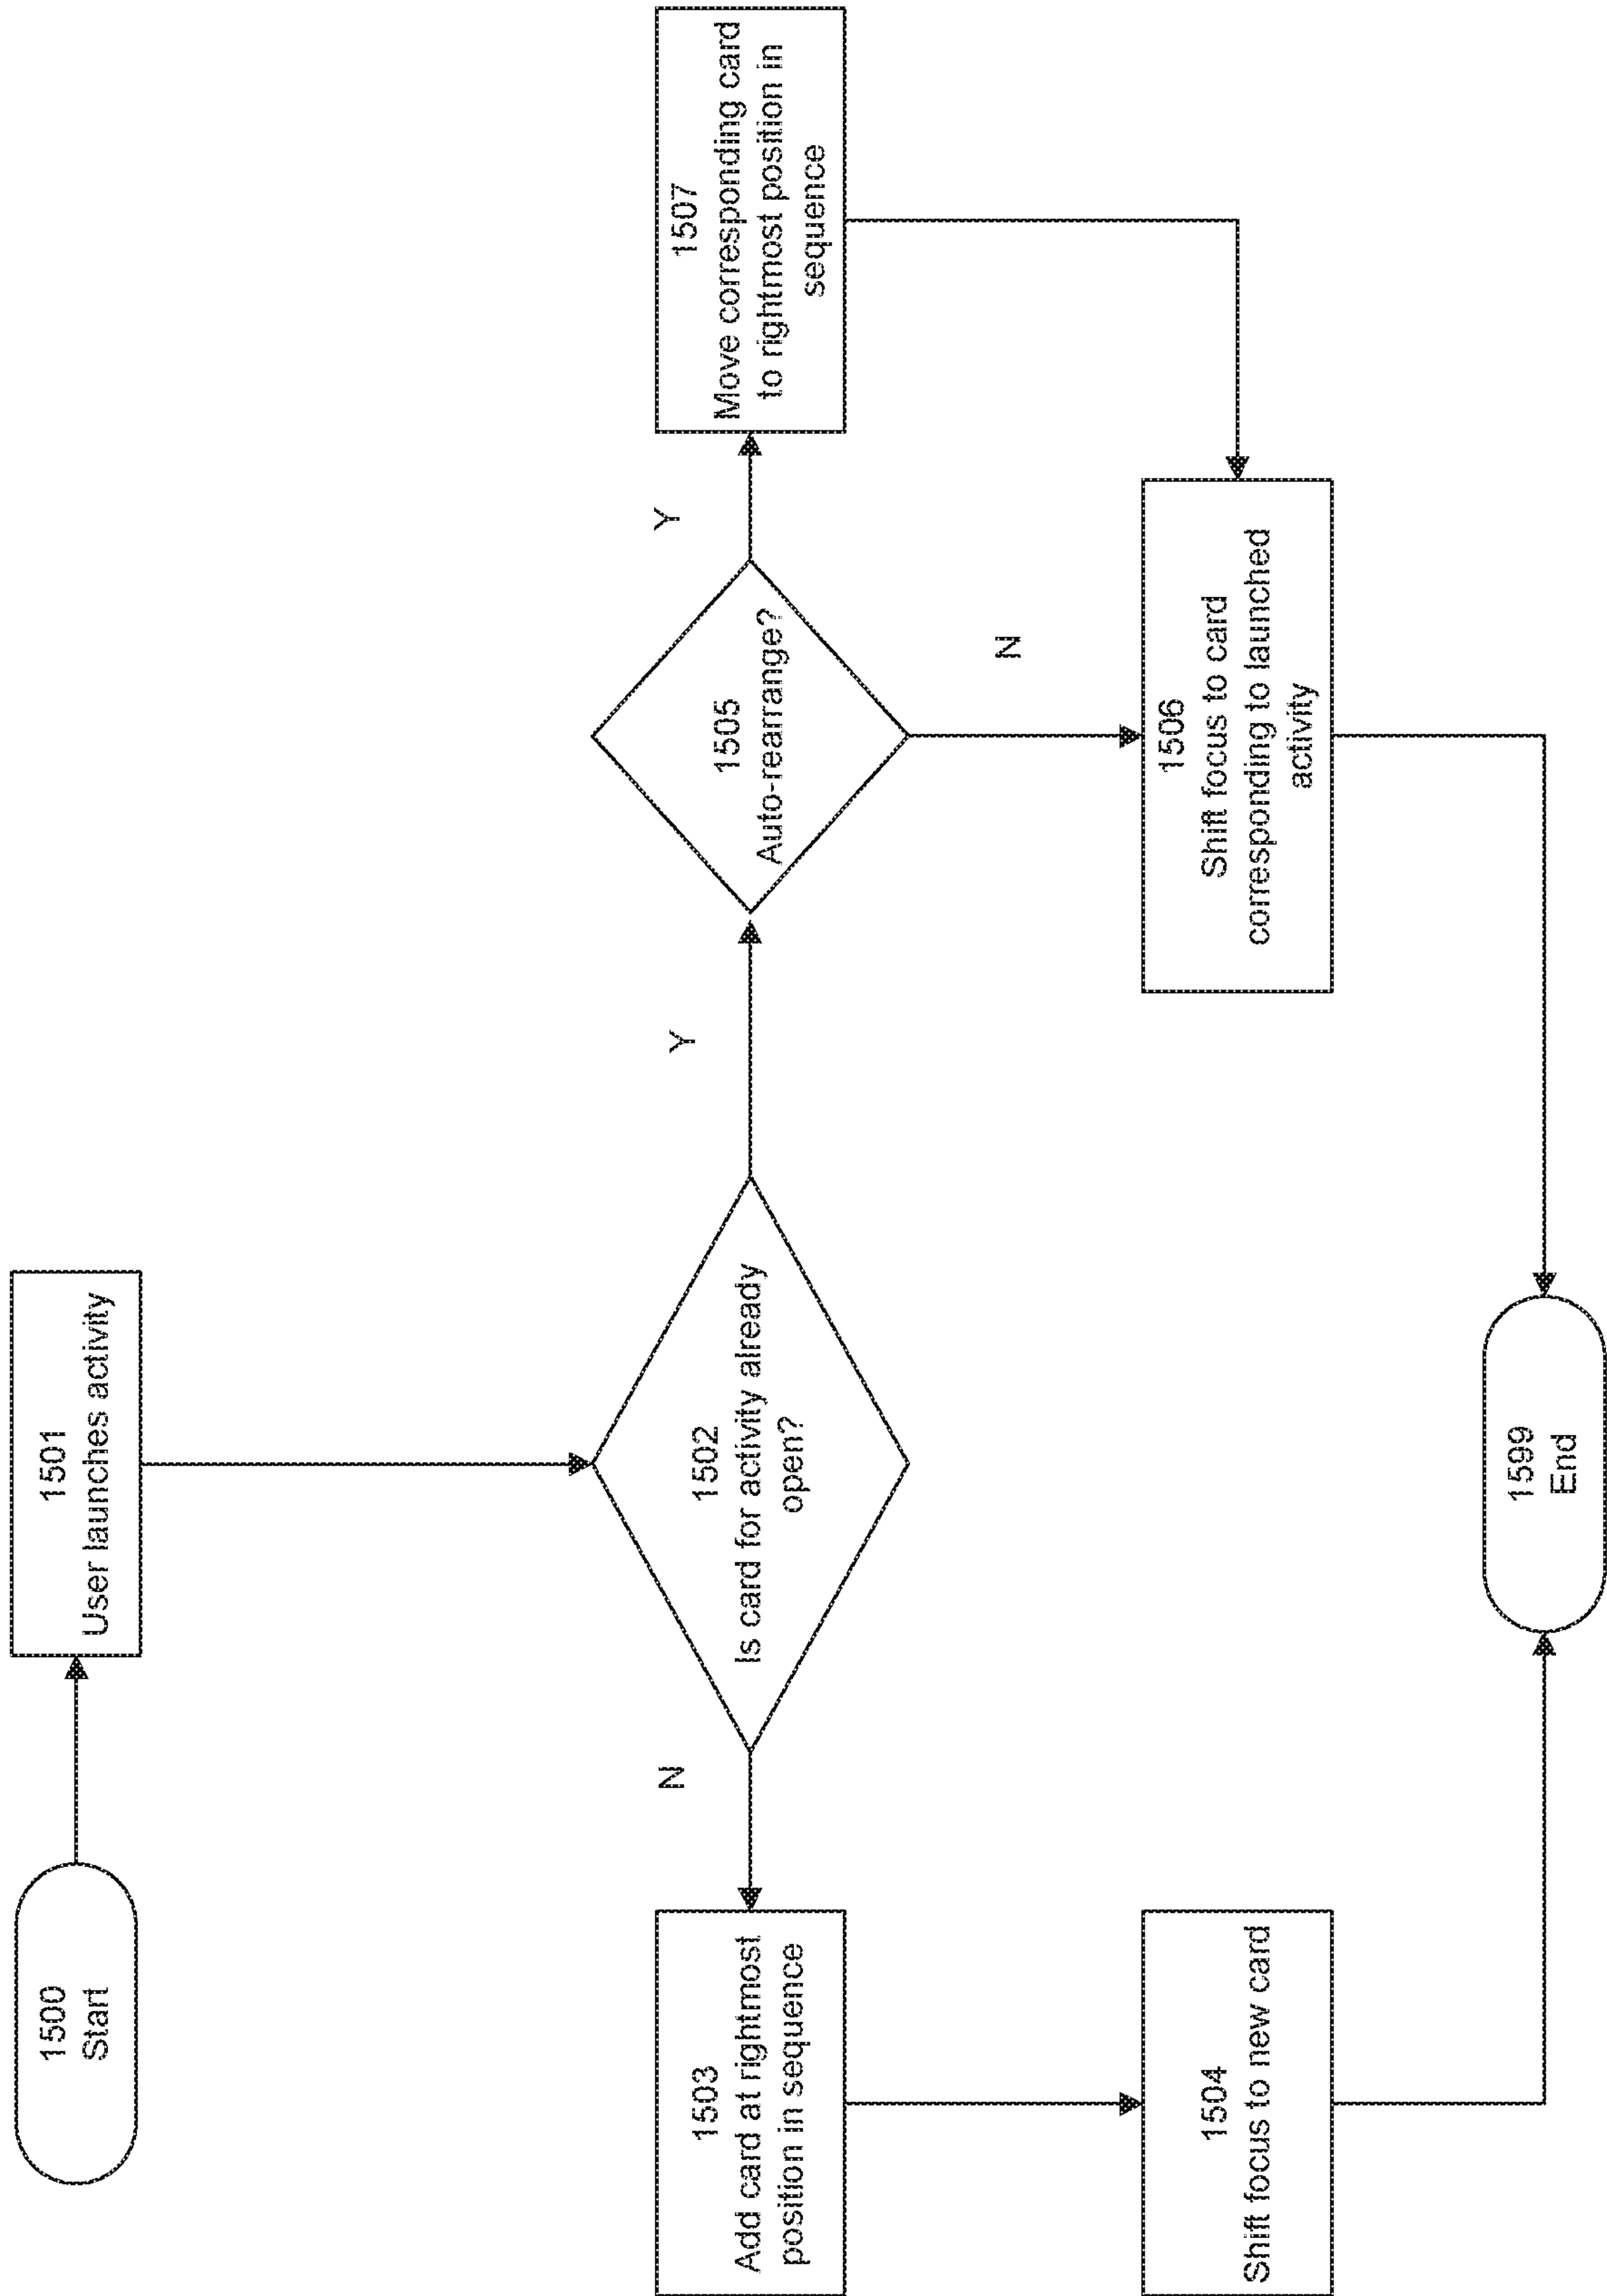 1500
Start
1501
User launches activity
1502
Is card for activity already
open?
N
Y
1503
Add card at rightmost
position in sequence
1504
Shift focus to new card
1505
Auto-rearrange?
Y
N
1507
Move corresponding card
to rightmost position in
sequence
1506
Shift focus to card
corresponding to launched
activity
1599
End